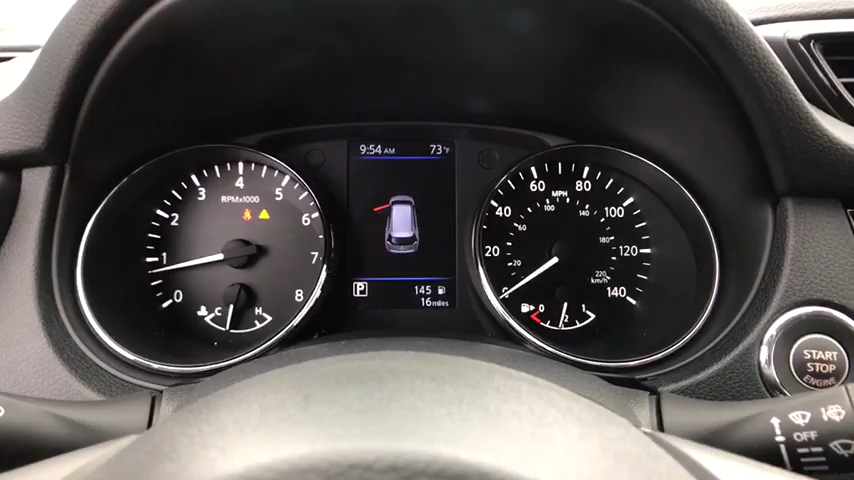 9:54 AM 73°F
0 1 2 3 4 5 6 7 8
RPMx1000
C H
P
145
16 miles
0 20 40 60 80 100 120 140
MPH
20 60 100 140 180 220
km/h
0 1/2 1
START
STOP
ENGINE
OFF